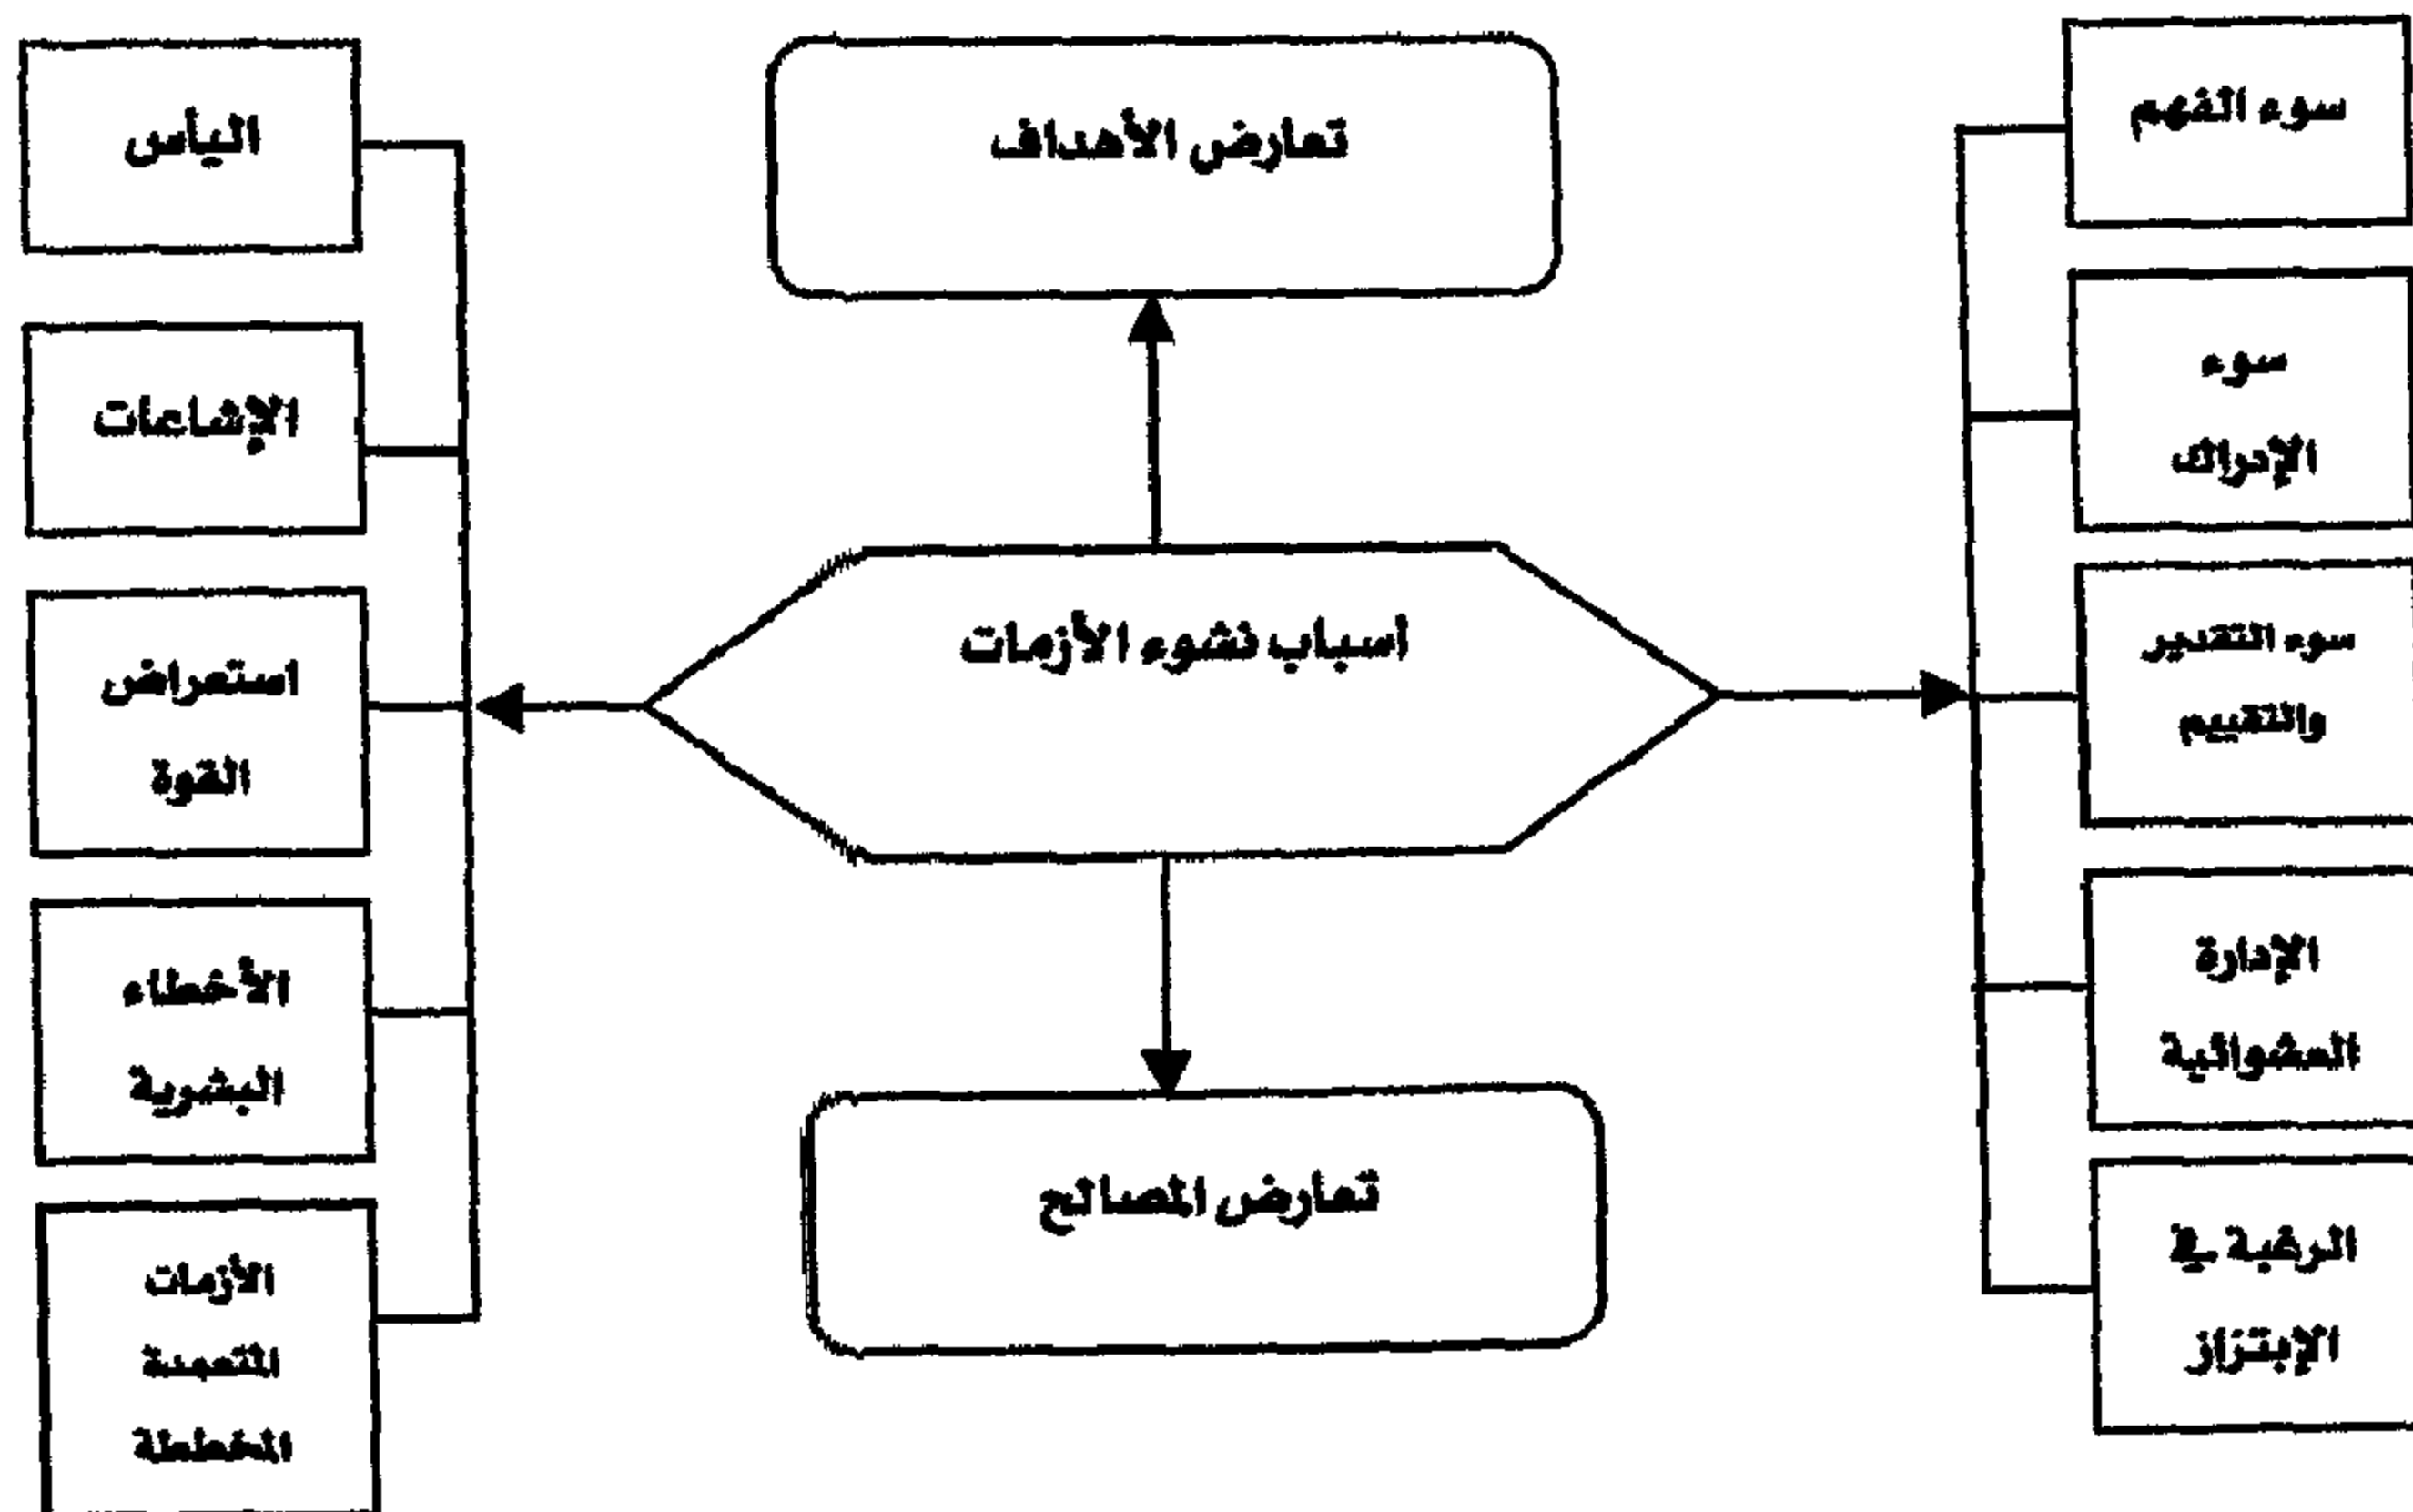 سوء الفهم
سوء
الإدراك
سوء التقدير
والتقييم
الإدارة
العشوائية
الرغبة في
الإبتزاز
تعارض الأهداف
اسباب نشوء الأزمات
تعارض المصالح
اليأس
الإشاعات
استعراض
القوة
الأخطاء
البشرية
الأزمات
المتعمدة
المخططة